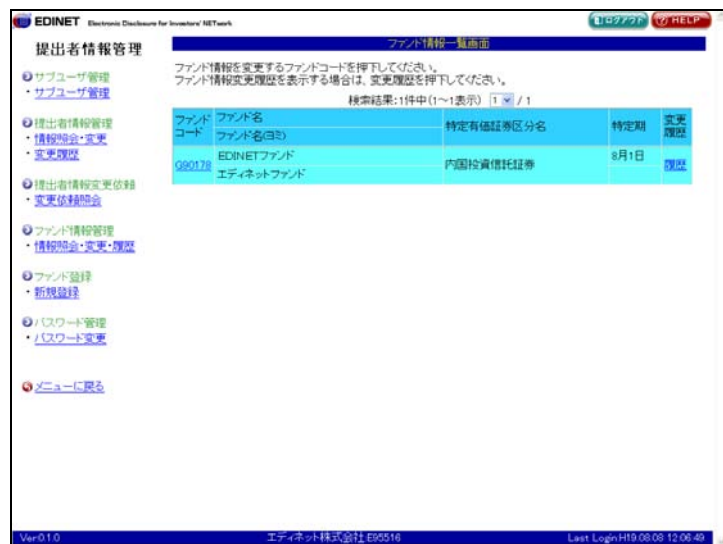 EDINET Electronic Disclosure for Investors' NETwork
ログアウト HELP
提出者情報管理
サブユーザ管理
・サブユーザ管理
提出者情報管理
・情報照会・変更
・変更履歴
提出者情報変更依頼
・変更依頼照会
ファンド情報管理
・情報照会・変更・履歴
ファンド登録
・新規登録
パスワード管理
・パスワード変更
メニューに戻る
ファンド情報一覧画面
ファンド情報を変更するファンドコードを押下してください。
ファンド情報変更履歴を表示する場合は、変更履歴を押下してください。
検索結果:1件中(1～1表示) 1 / 1
ファンドコード ファンド名 特定有価証券区分名 特定期 変更履歴
ファンド名(ヨミ)
G90178 EDINETファンド 内国投資信託証券 8月1日 履歴
エディネットファンド
Ver.0.1.0 エディネット株式会社:E95516 Last Login:H19.08.08 12:06:49